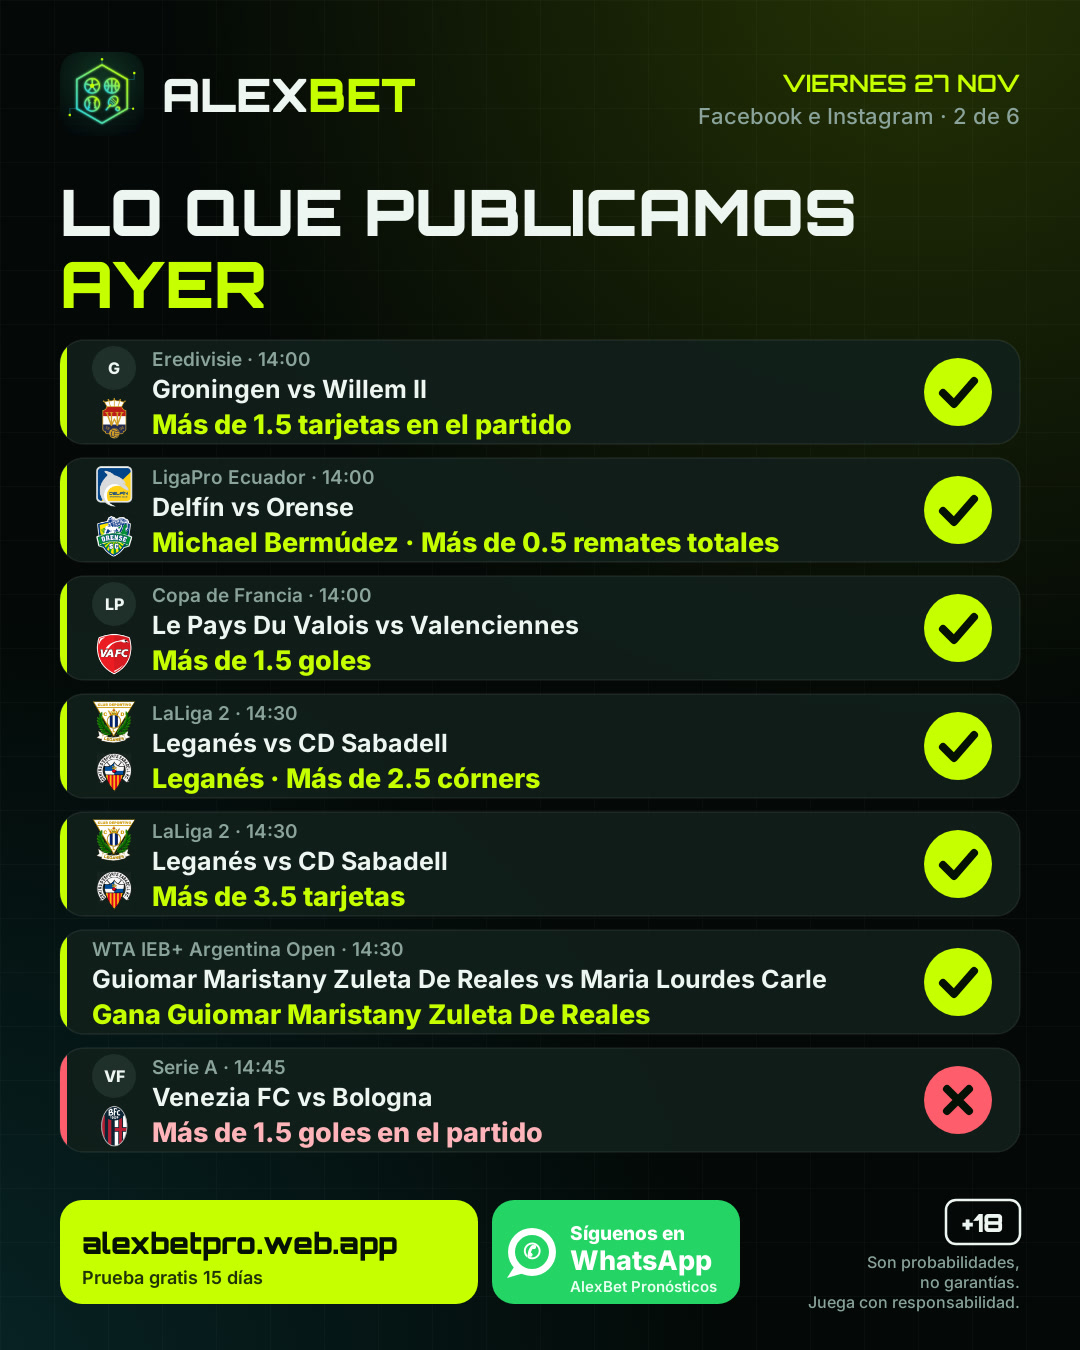 ALEXBET
VIERNES 27 NOV
Facebook e Instagram · 2 de 6
LO QUE PUBLICAMOS
AYER
G
Eredivisie · 14:00
Groningen vs Willem II
Más de 1.5 tarjetas en el partido
LigaPro Ecuador · 14:00
Delfín vs Orense
Michael Bermúdez · Más de 0.5 remates totales
LP
Copa de Francia · 14:00
Le Pays Du Valois vs Valenciennes
VAFC
Más de 1.5 goles
LaLiga 2 · 14:30
Leganés vs CD Sabadell
Leganés · Más de 2.5 córners
LaLiga 2 · 14:30
Leganés vs CD Sabadell
Más de 3.5 tarjetas
WTA IEB+ Argentina Open · 14:30
Guiomar Maristany Zuleta De Reales vs Maria Lourdes Carle
Gana Guiomar Maristany Zuleta De Reales
VF
Serie A · 14:45
Venezia FC vs Bologna
BFC
Más de 1.5 goles en el partido
alexbetpro.web.app
Prueba gratis 15 días
Síguenos en
WhatsApp
AlexBet Pronósticos
+18
Son probabilidades,
no garantías.
Juega con responsabilidad.